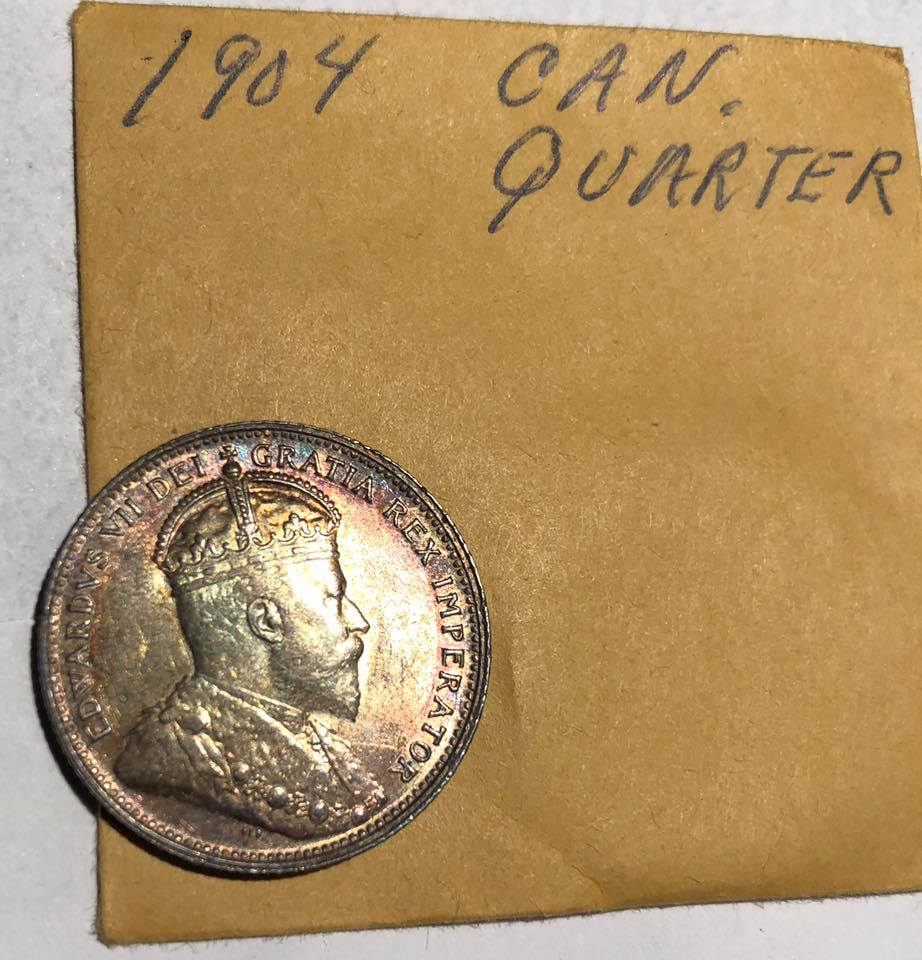 1904 CAN.
QUARTER
EDWARDVS VII DEI GRATIA REX IMPERATOR